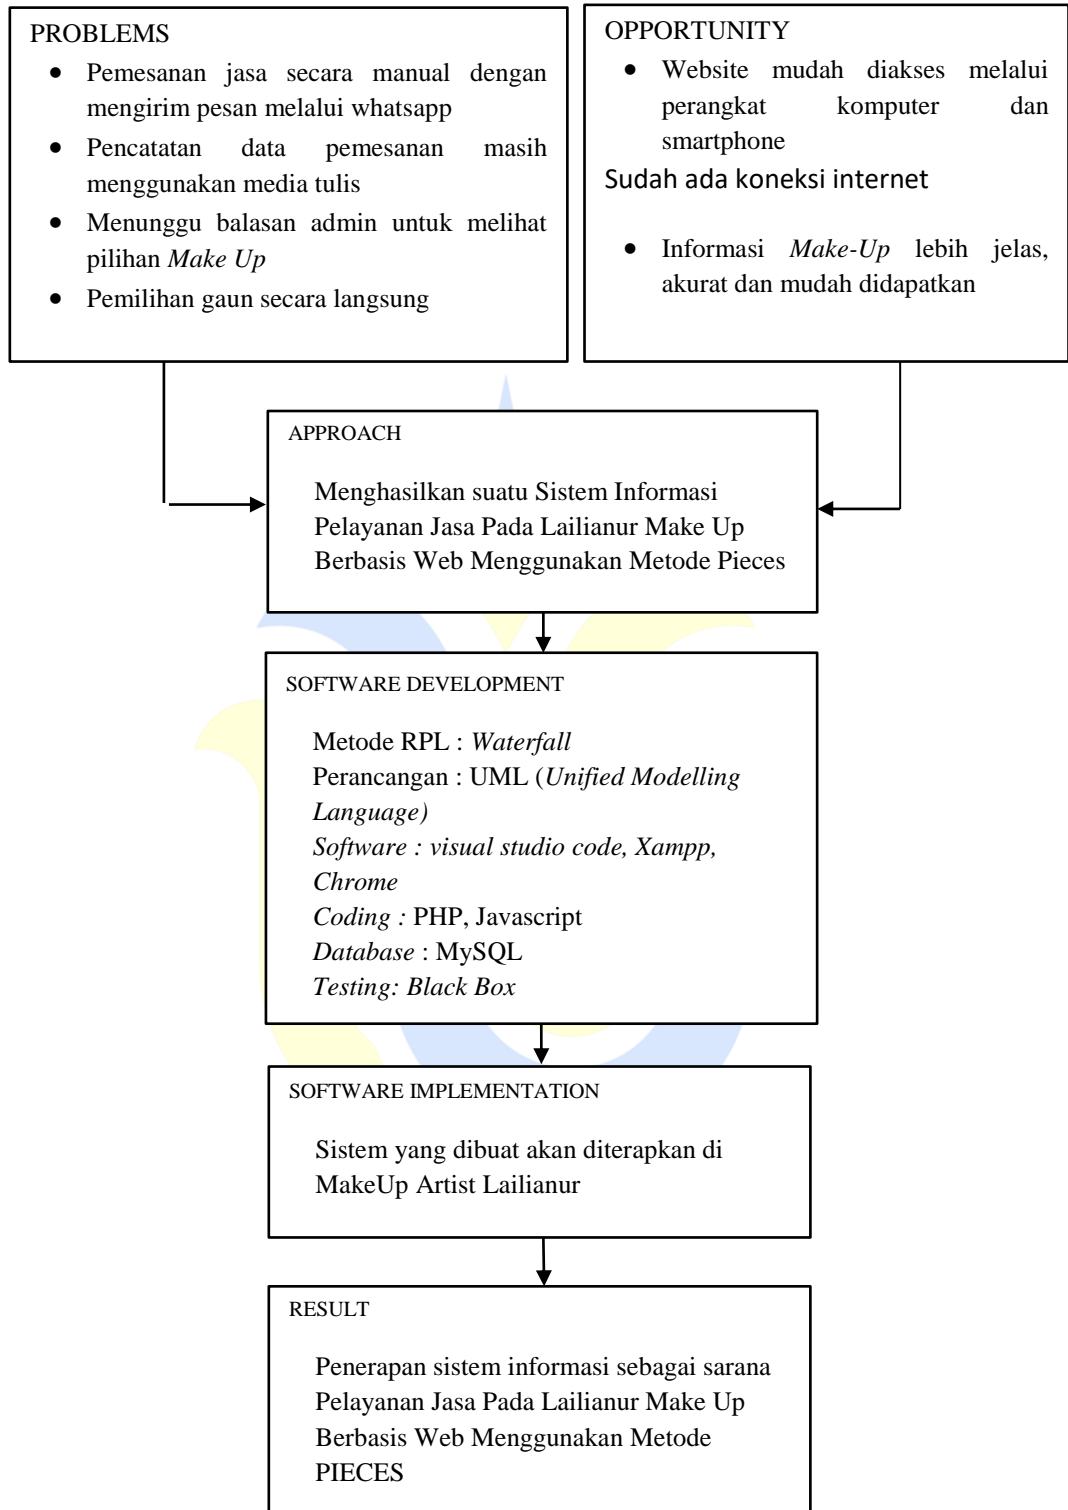 PROBLEMS
• Pemesanan jasa secara manual dengan
mengirim pesan melalui whatsapp
• Pencatatan data pemesanan masih
menggunakan media tulis
• Menunggu balasan admin untuk melihat
pilihan Make Up
• Pemilihan gaun secara langsung
OPPORTUNITY
• Website mudah diakses melalui
perangkat komputer dan
smartphone
Sudah ada koneksi internet
• Informasi Make-Up lebih jelas,
akurat dan mudah didapatkan
APPROACH
Menghasilkan suatu Sistem Informasi
Pelayanan Jasa Pada Lailianur Make Up
Berbasis Web Menggunakan Metode Pieces
SOFTWARE DEVELOPMENT
Metode RPL : Waterfall
Perancangan : UML (Unified Modelling
Language)
Software : visual studio code, Xampp,
Chrome
Coding : PHP, Javascript
Database : MySQL
Testing: Black Box
SOFTWARE IMPLEMENTATION
Sistem yang dibuat akan diterapkan di
MakeUp Artist Lailianur
RESULT
Penerapan sistem informasi sebagai sarana
Pelayanan Jasa Pada Lailianur Make Up
Berbasis Web Menggunakan Metode
PIECES